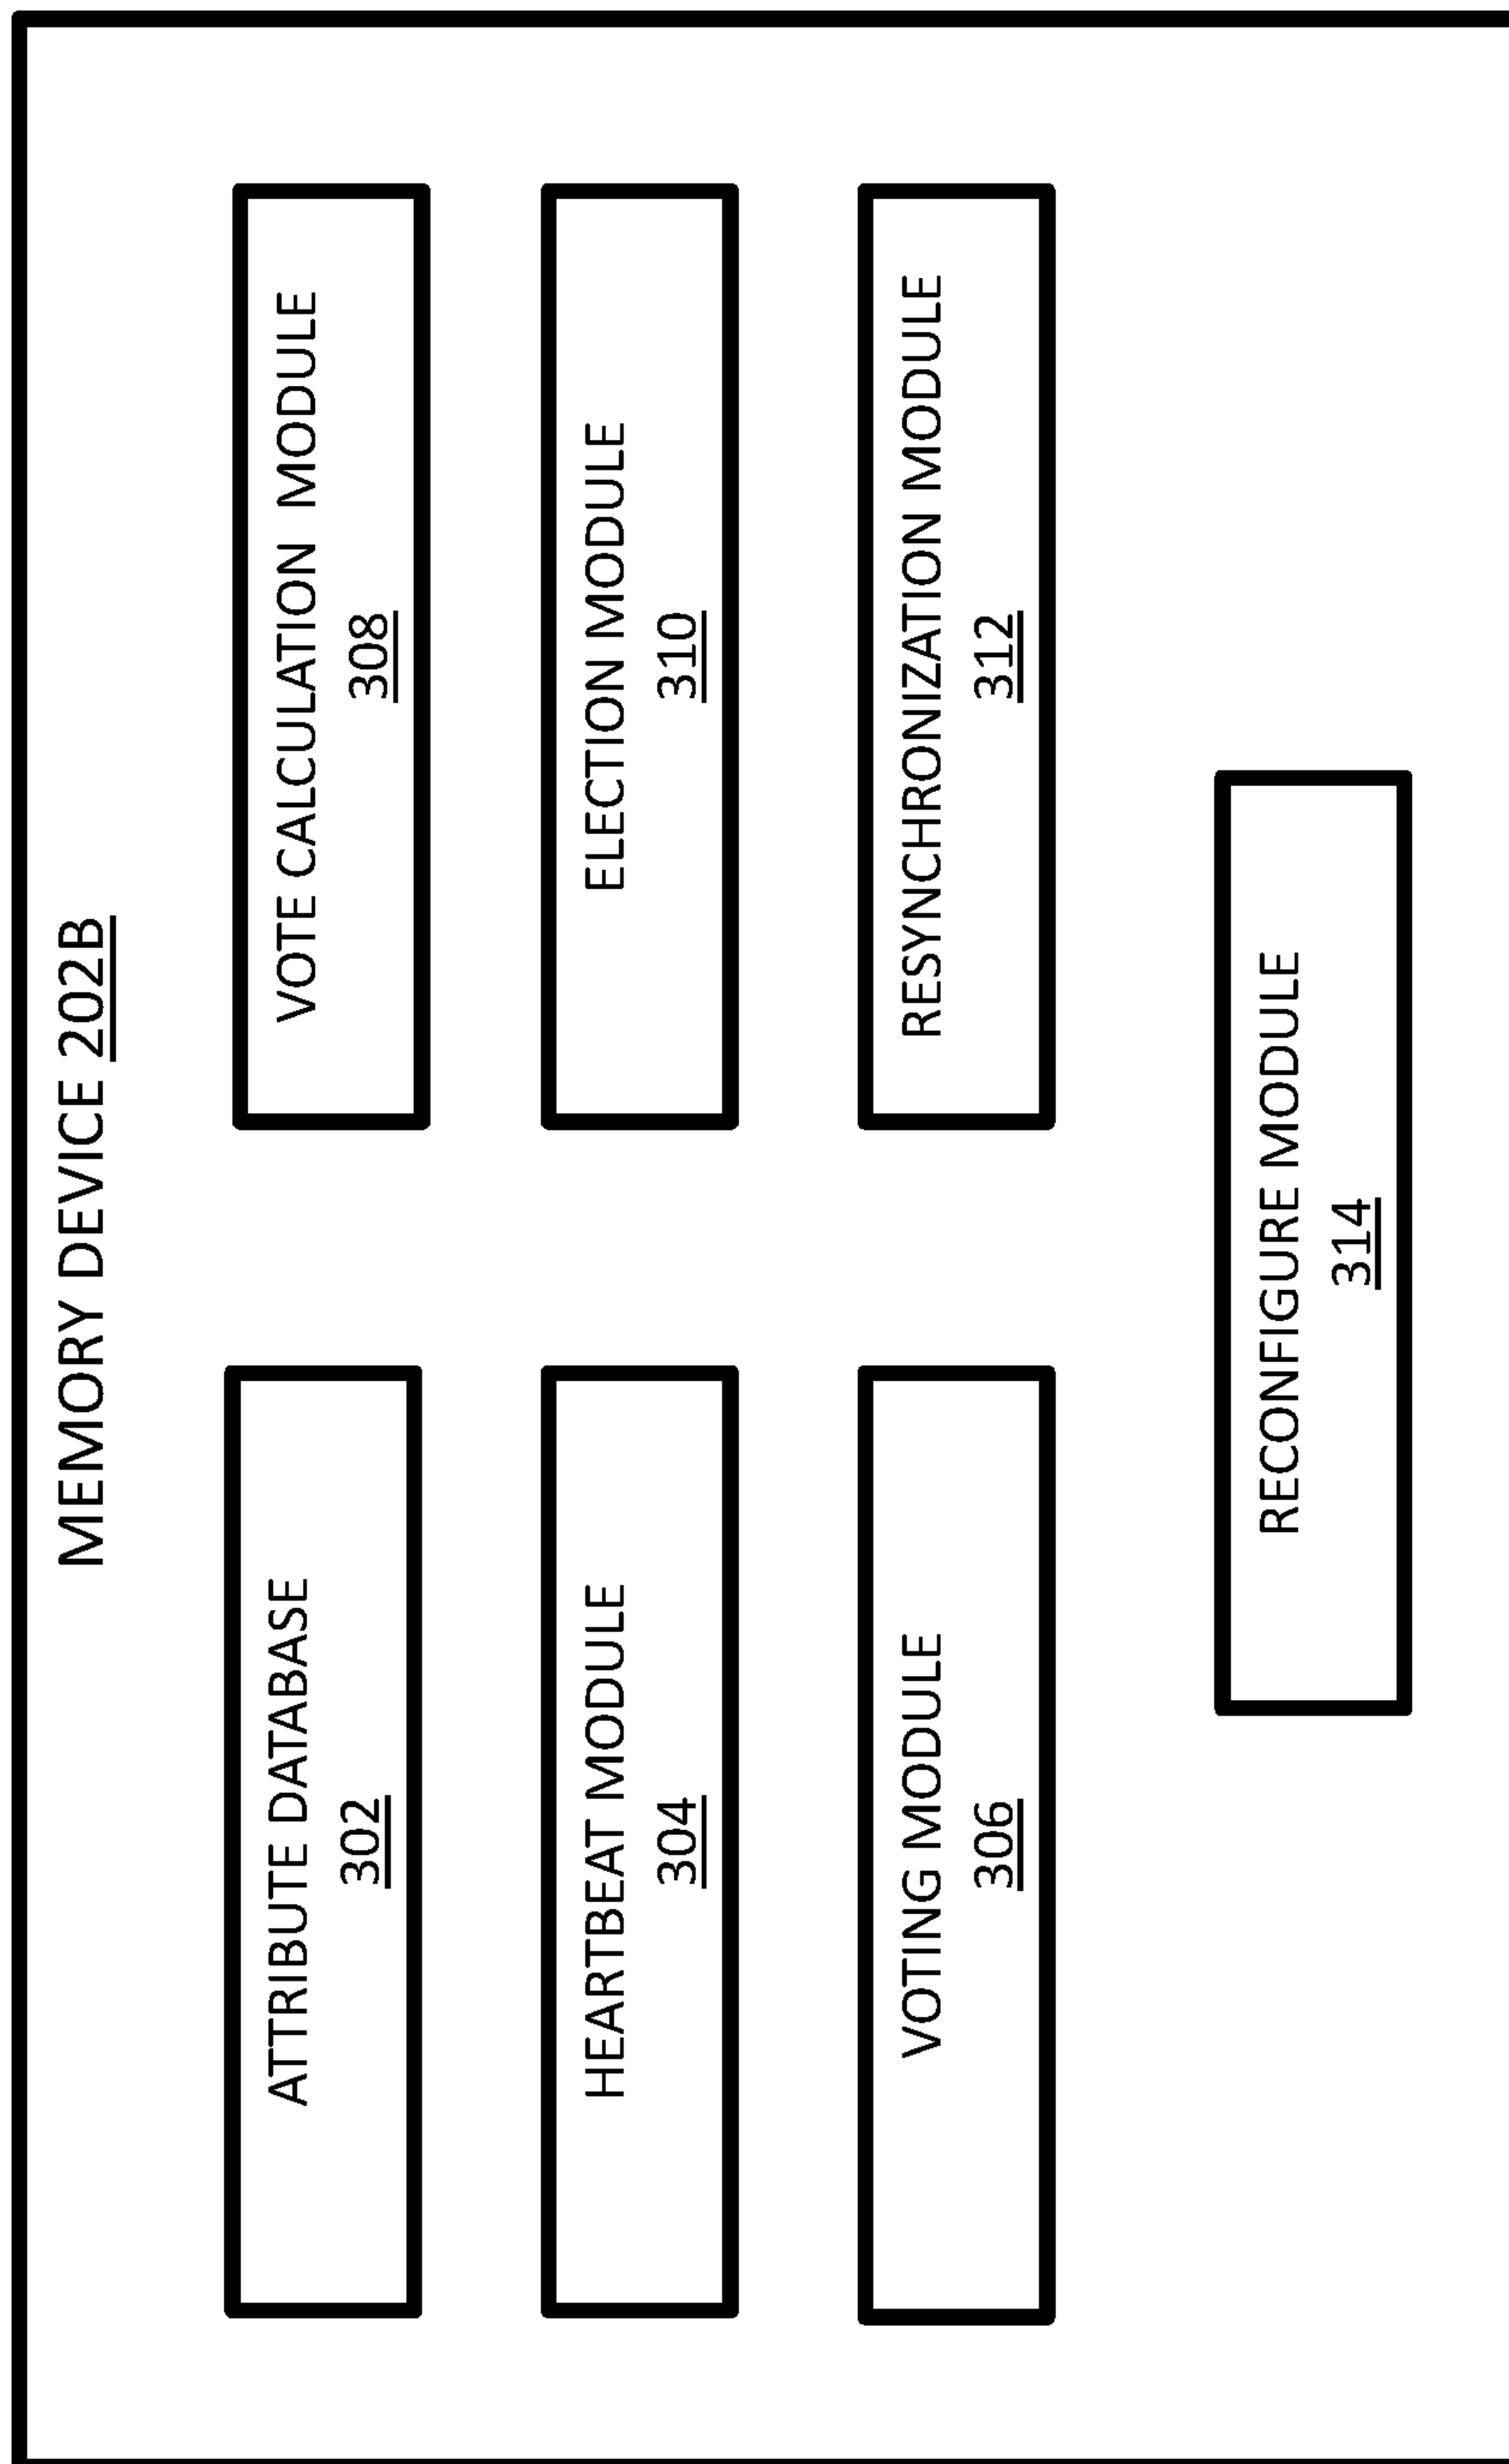 MEMORY DEVICE 202B
ATTRIBUTE DATABASE
302
VOTE CALCULATION MODULE
308
HEARTBEAT MODULE
304
ELECTION MODULE
310
VOTING MODULE
306
RESYNCHRONIZATION MODULE
312
RECONFIGURE MODULE
314